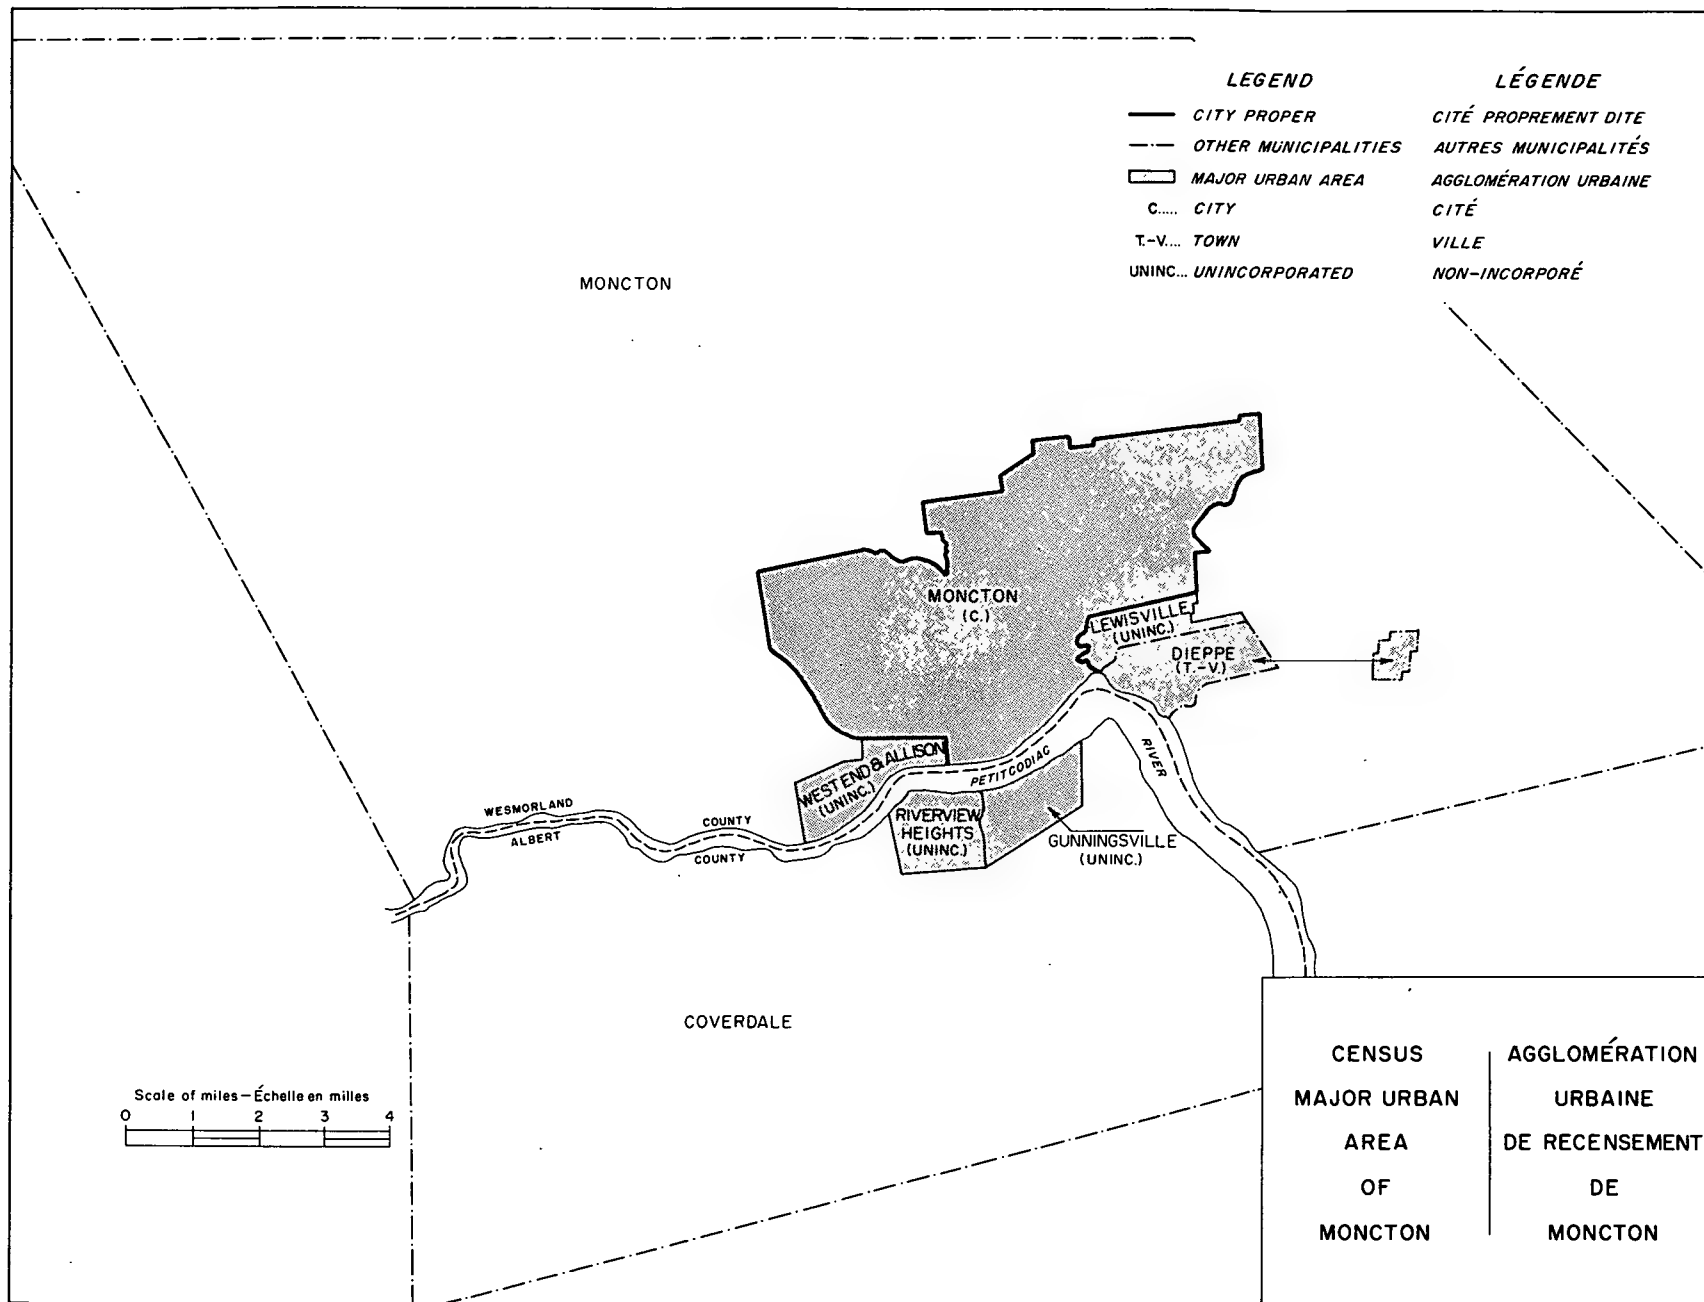 LEGEND LÉGENDE
CITY PROPER CITÉ PROPREMENT DITE
OTHER MUNICIPALITIES AUTRES MUNICIPALITÉS
MAJOR URBAN AREA AGGLOMÉRATION URBAINE
C..... CITY CITÉ
T.-V.... TOWN VILLE
UNINC... UNINCORPORATED NON-INCORPORÉ
MONCTON
MONCTON
(C.)
LEWISVILLE
(UNINC.)
DIEPPE
(T.-V.)
WEST END & ALLISON
(UNINC.)
PETITCODIAC
RIVER
RIVERVIEW
HEIGHTS
(UNINC.)
GUNNINGSVILLE
(UNINC.)
WESMORLAND COUNTY
ALBERT COUNTY
COVERDALE
Scale of miles – Échelle en milles
0 1 2 3 4
CENSUS
MAJOR URBAN
AREA
OF
MONCTON
AGGLOMÉRATION
URBAINE
DE RECENSEMENT
DE
MONCTON